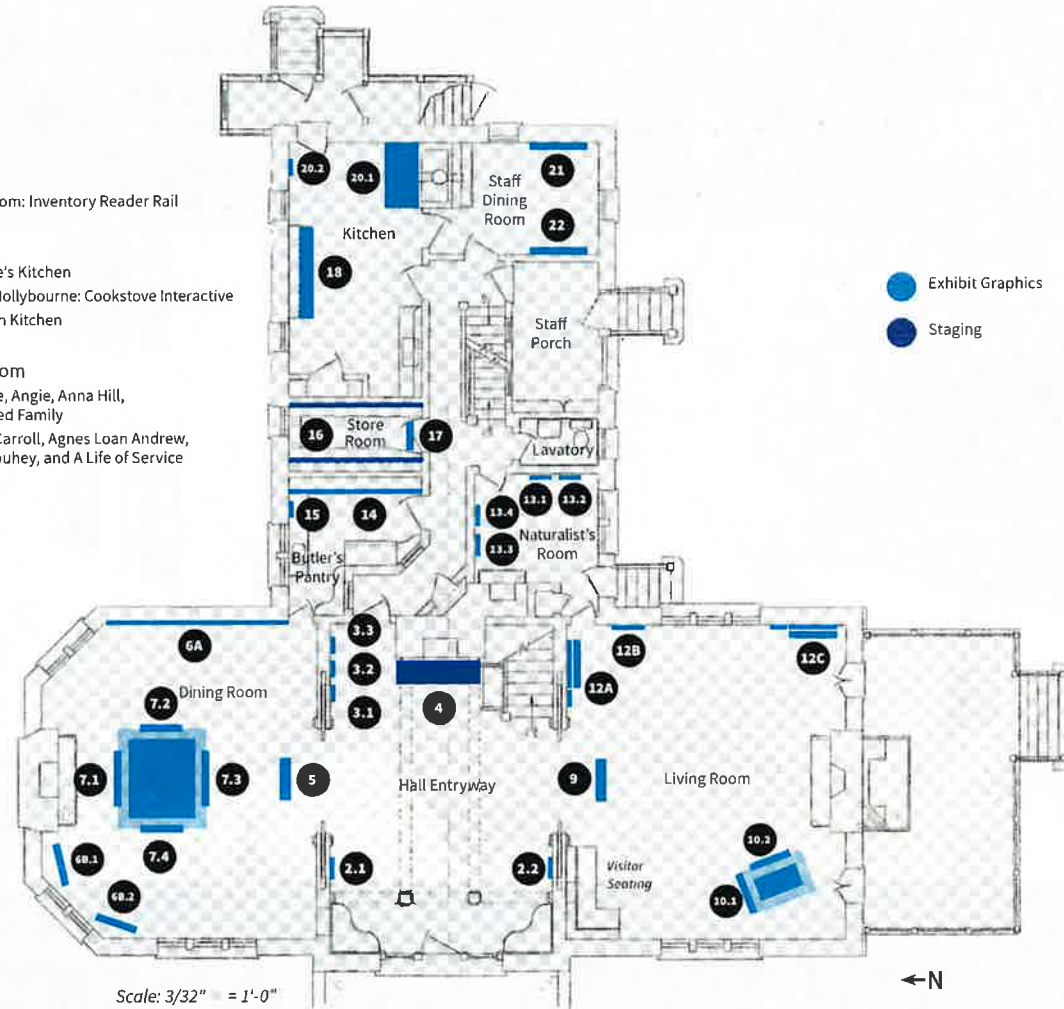 om: Inventory Reader Rail
e's Kitchen
ollybourne: Cookstove Interactive
n Kitchen
om
e, Angie, Anna Hill,
ed Family
Carroll, Agnes Loan Andrew,
ouhey, and A Life of Service
Exhibit Graphics
Staging
20.2
20.1
Kitchen
18
Staff
Dining
Room
21
22
Staff
Porch
16
Store
Room
17
Lavatory
15
14
Butler's
Pantry
13.4
13.1
13.2
13.3
Naturalist's
Room
6A
Dining Room
7.2
7.1
7.3
7.4
6B.1
6B.2
5
3.3
3.2
3.1
4
Hall Entryway
2.1
2.2
9
12B
12A
12C
Living Room
Visitor
Seating
10.2
10.1
←N
Scale: 3/32" = 1'-0"